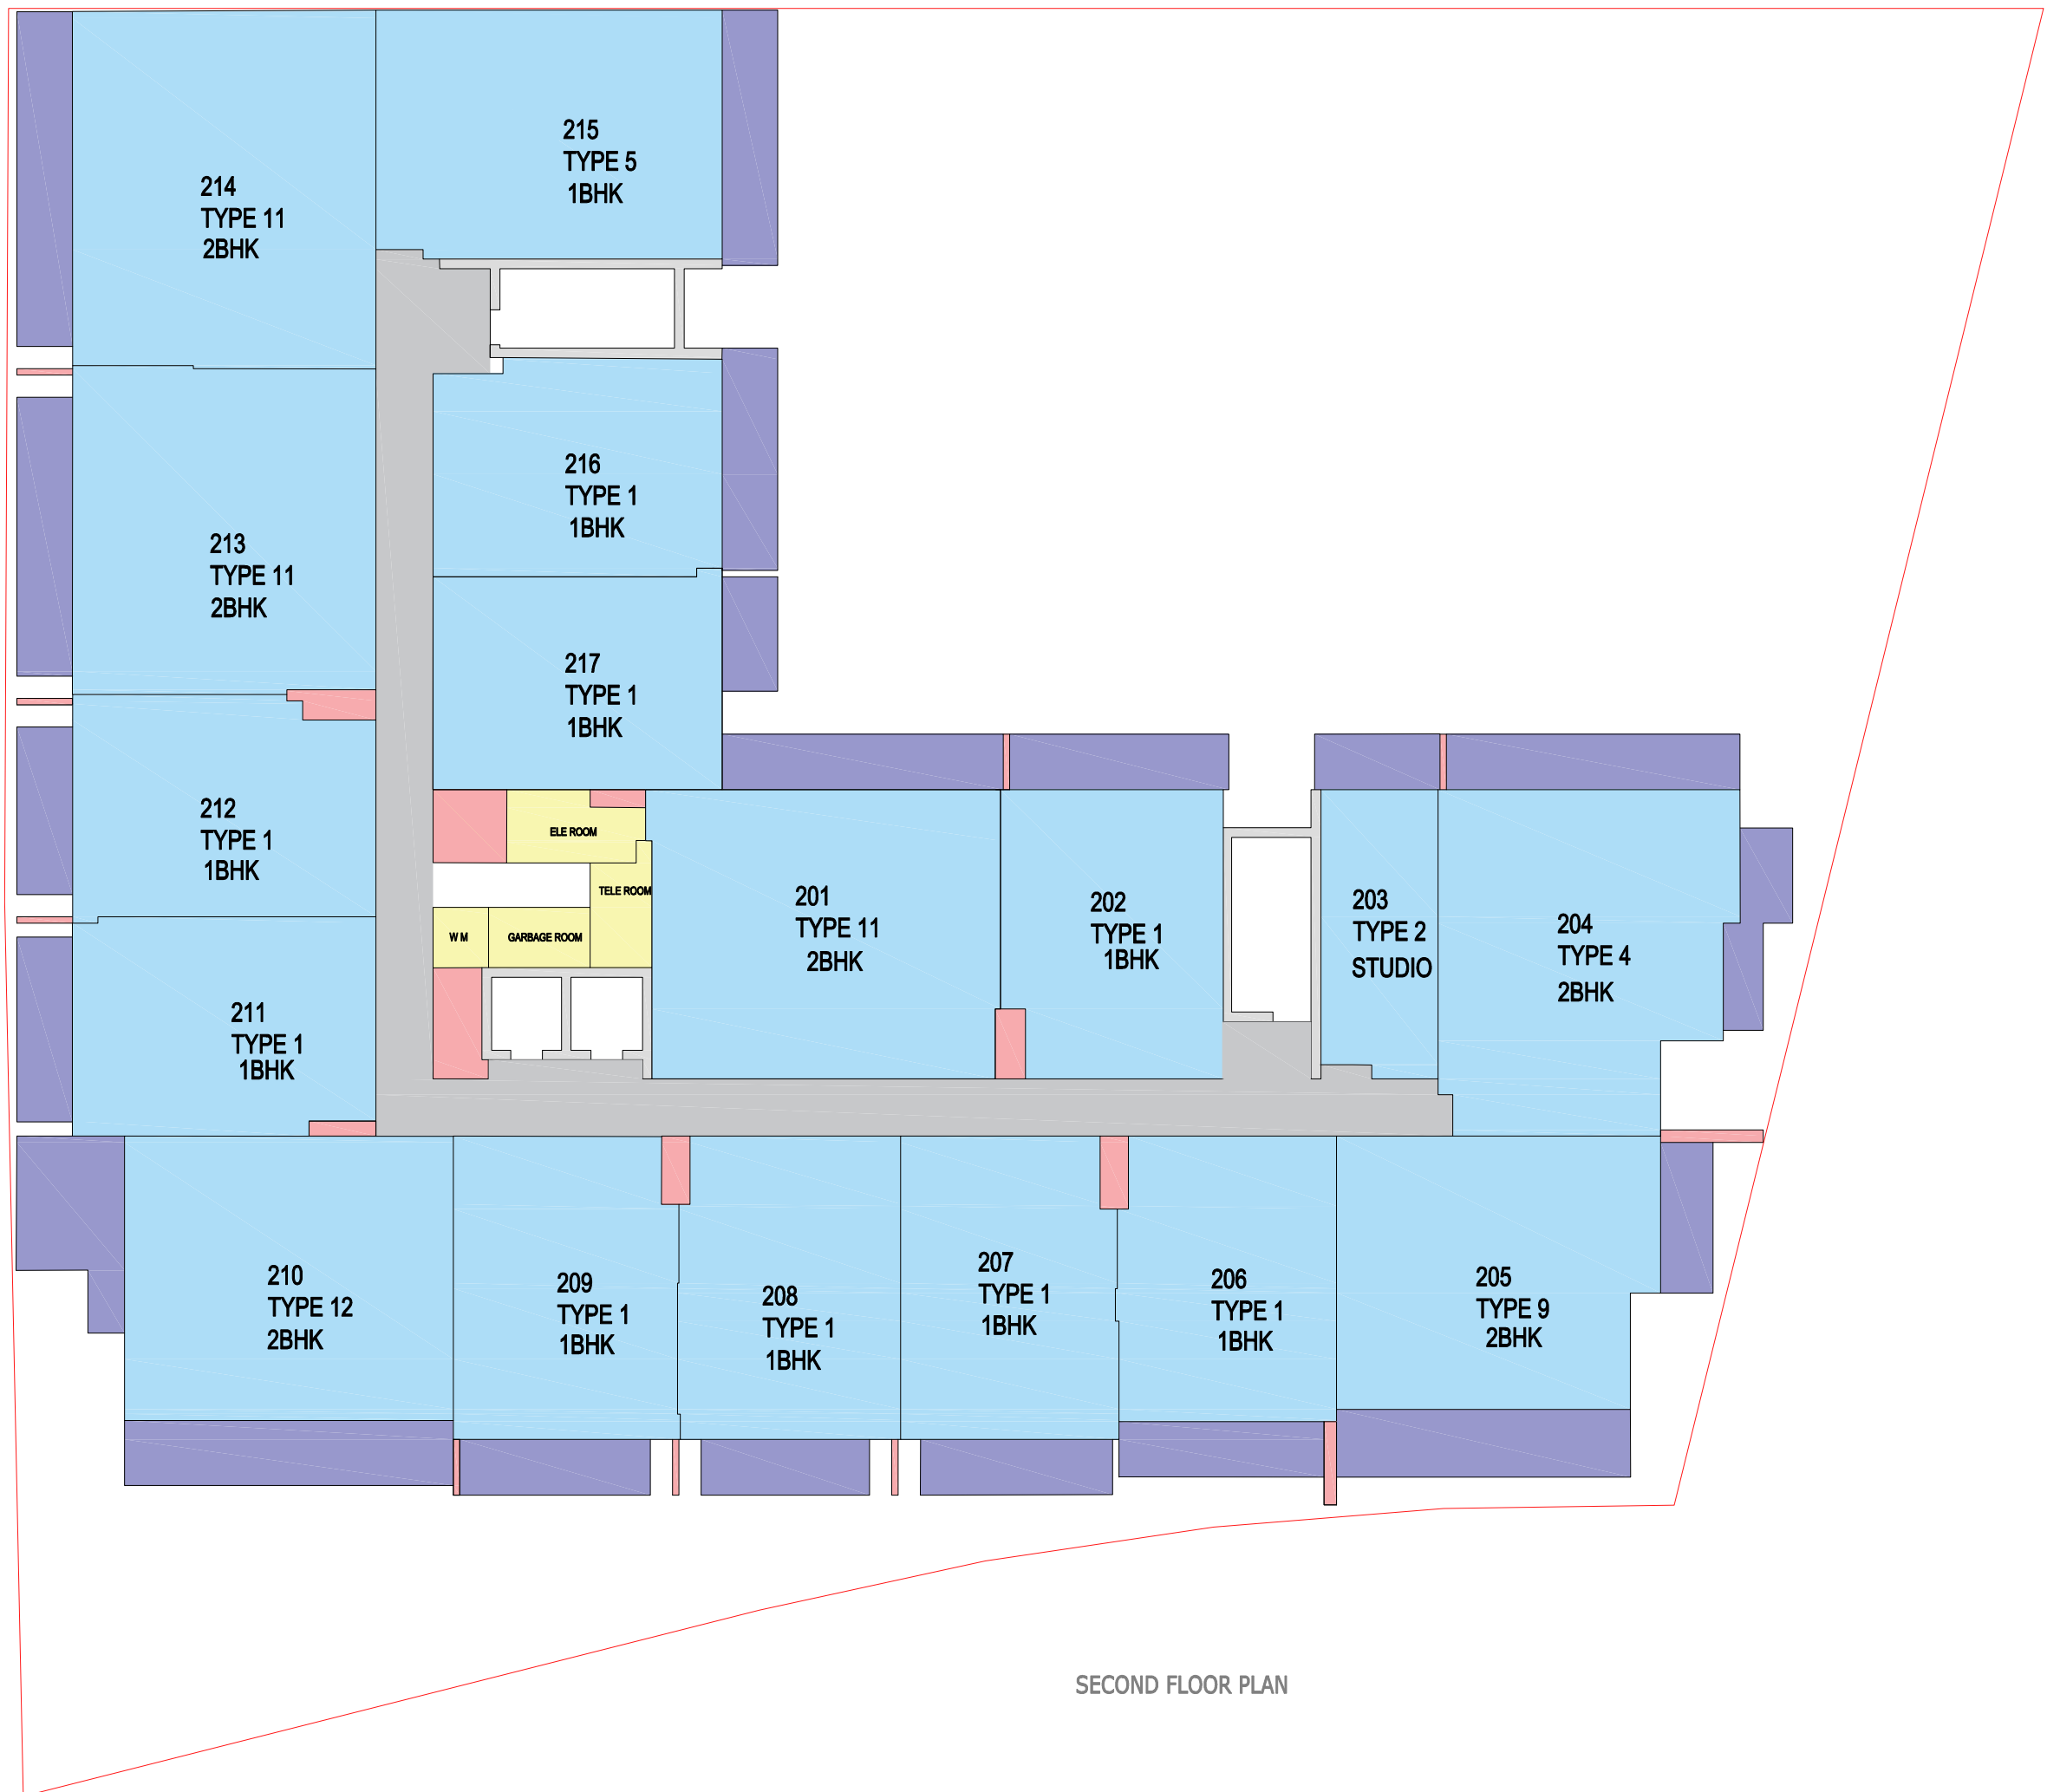 215
TYPE 5
1BHK
214
TYPE 11
2BHK
216
TYPE 1
1BHK
213
TYPE 11
2BHK
217
TYPE 1
1BHK
212
TYPE 1
1BHK
ELE ROOM
TELE ROOM
W M
GARBAGE ROOM
201
TYPE 11
2BHK
202
TYPE 1
1BHK
203
TYPE 2
STUDIO
204
TYPE 4
2BHK
211
TYPE 1
1BHK
210
TYPE 12
2BHK
209
TYPE 1
1BHK
208
TYPE 1
1BHK
207
TYPE 1
1BHK
206
TYPE 1
1BHK
205
TYPE 9
2BHK
SECOND FLOOR PLAN